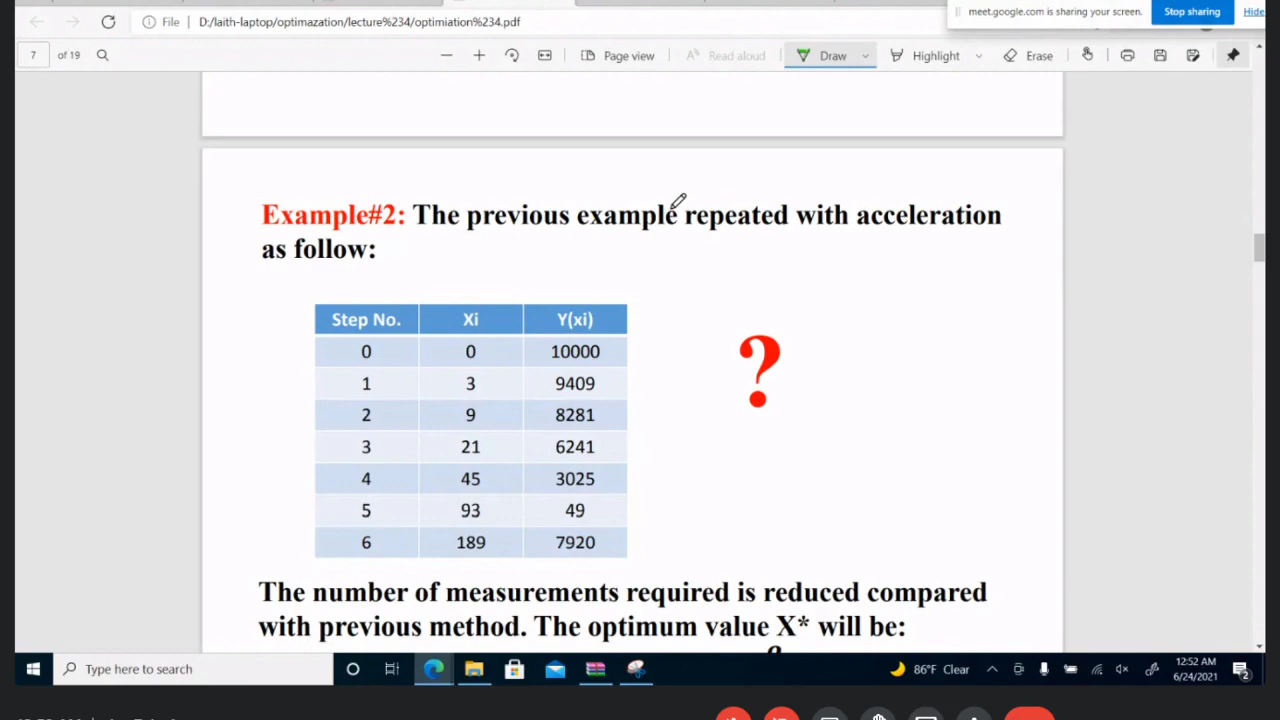 meet.google.com is sharing your screen.
Stop sharing
Hide
File
D:/laith-laptop/optimazation/lecture%234/optimiation%234.pdf
7
of 19
Page view
Read aloud
Draw
Highlight
Erase
Example#2: The previous example repeated with acceleration
as follow:
Step No. Xi Y(xi)
0 0 10000
1 3 9409
2 9 8281
3 21 6241
4 45 3025
5 93 49
6 189 7920
?
The number of measurements required is reduced compared
with previous method. The optimum value X* will be:
Type here to search
86°F Clear
12:52 AM
6/24/2021
2